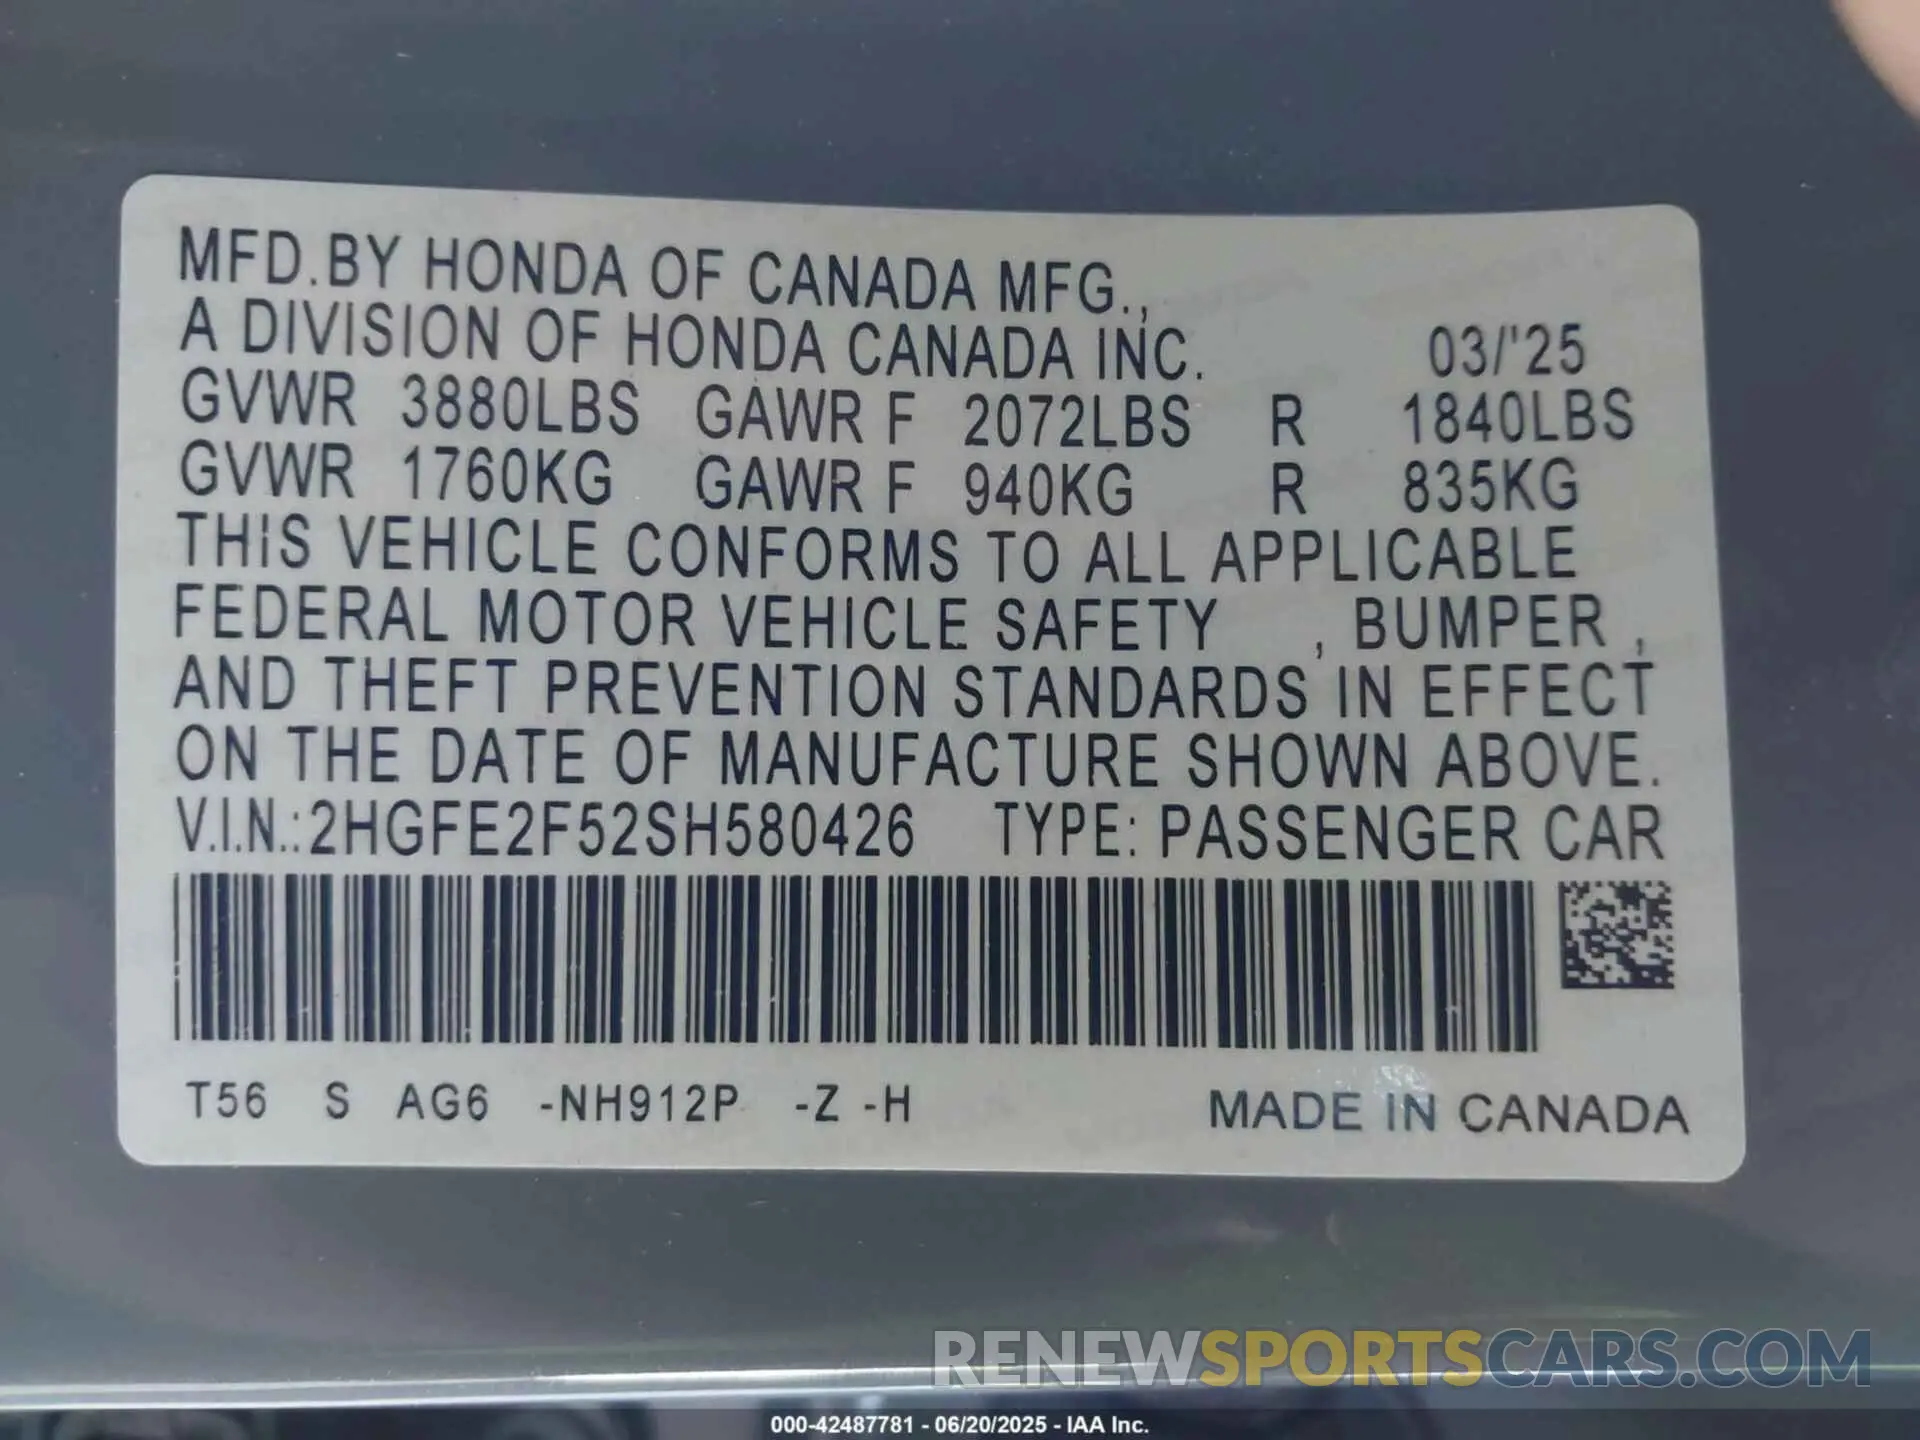 MFD.BY HONDA OF CANADA MFG.,
A DIVISION OF HONDA CANADA INC. 03/'25
GVWR 3880LBS GAWR F 2072LBS R 1840LBS
GVWR 1760KG GAWR F 940KG R 835KG
THIS VEHICLE CONFORMS TO ALL APPLICABLE
FEDERAL MOTOR VEHICLE SAFETY , BUMPER ,
AND THEFT PREVENTION STANDARDS IN EFFECT
ON THE DATE OF MANUFACTURE SHOWN ABOVE.
V.I.N.:2HGFE2F52SH580426 TYPE: PASSENGER CAR
T56 S AG6 -NH912P -Z -H MADE IN CANADA
RENEWSPORTSCARS.COM
000-42487781 - 06/20/2025 - IAA Inc.